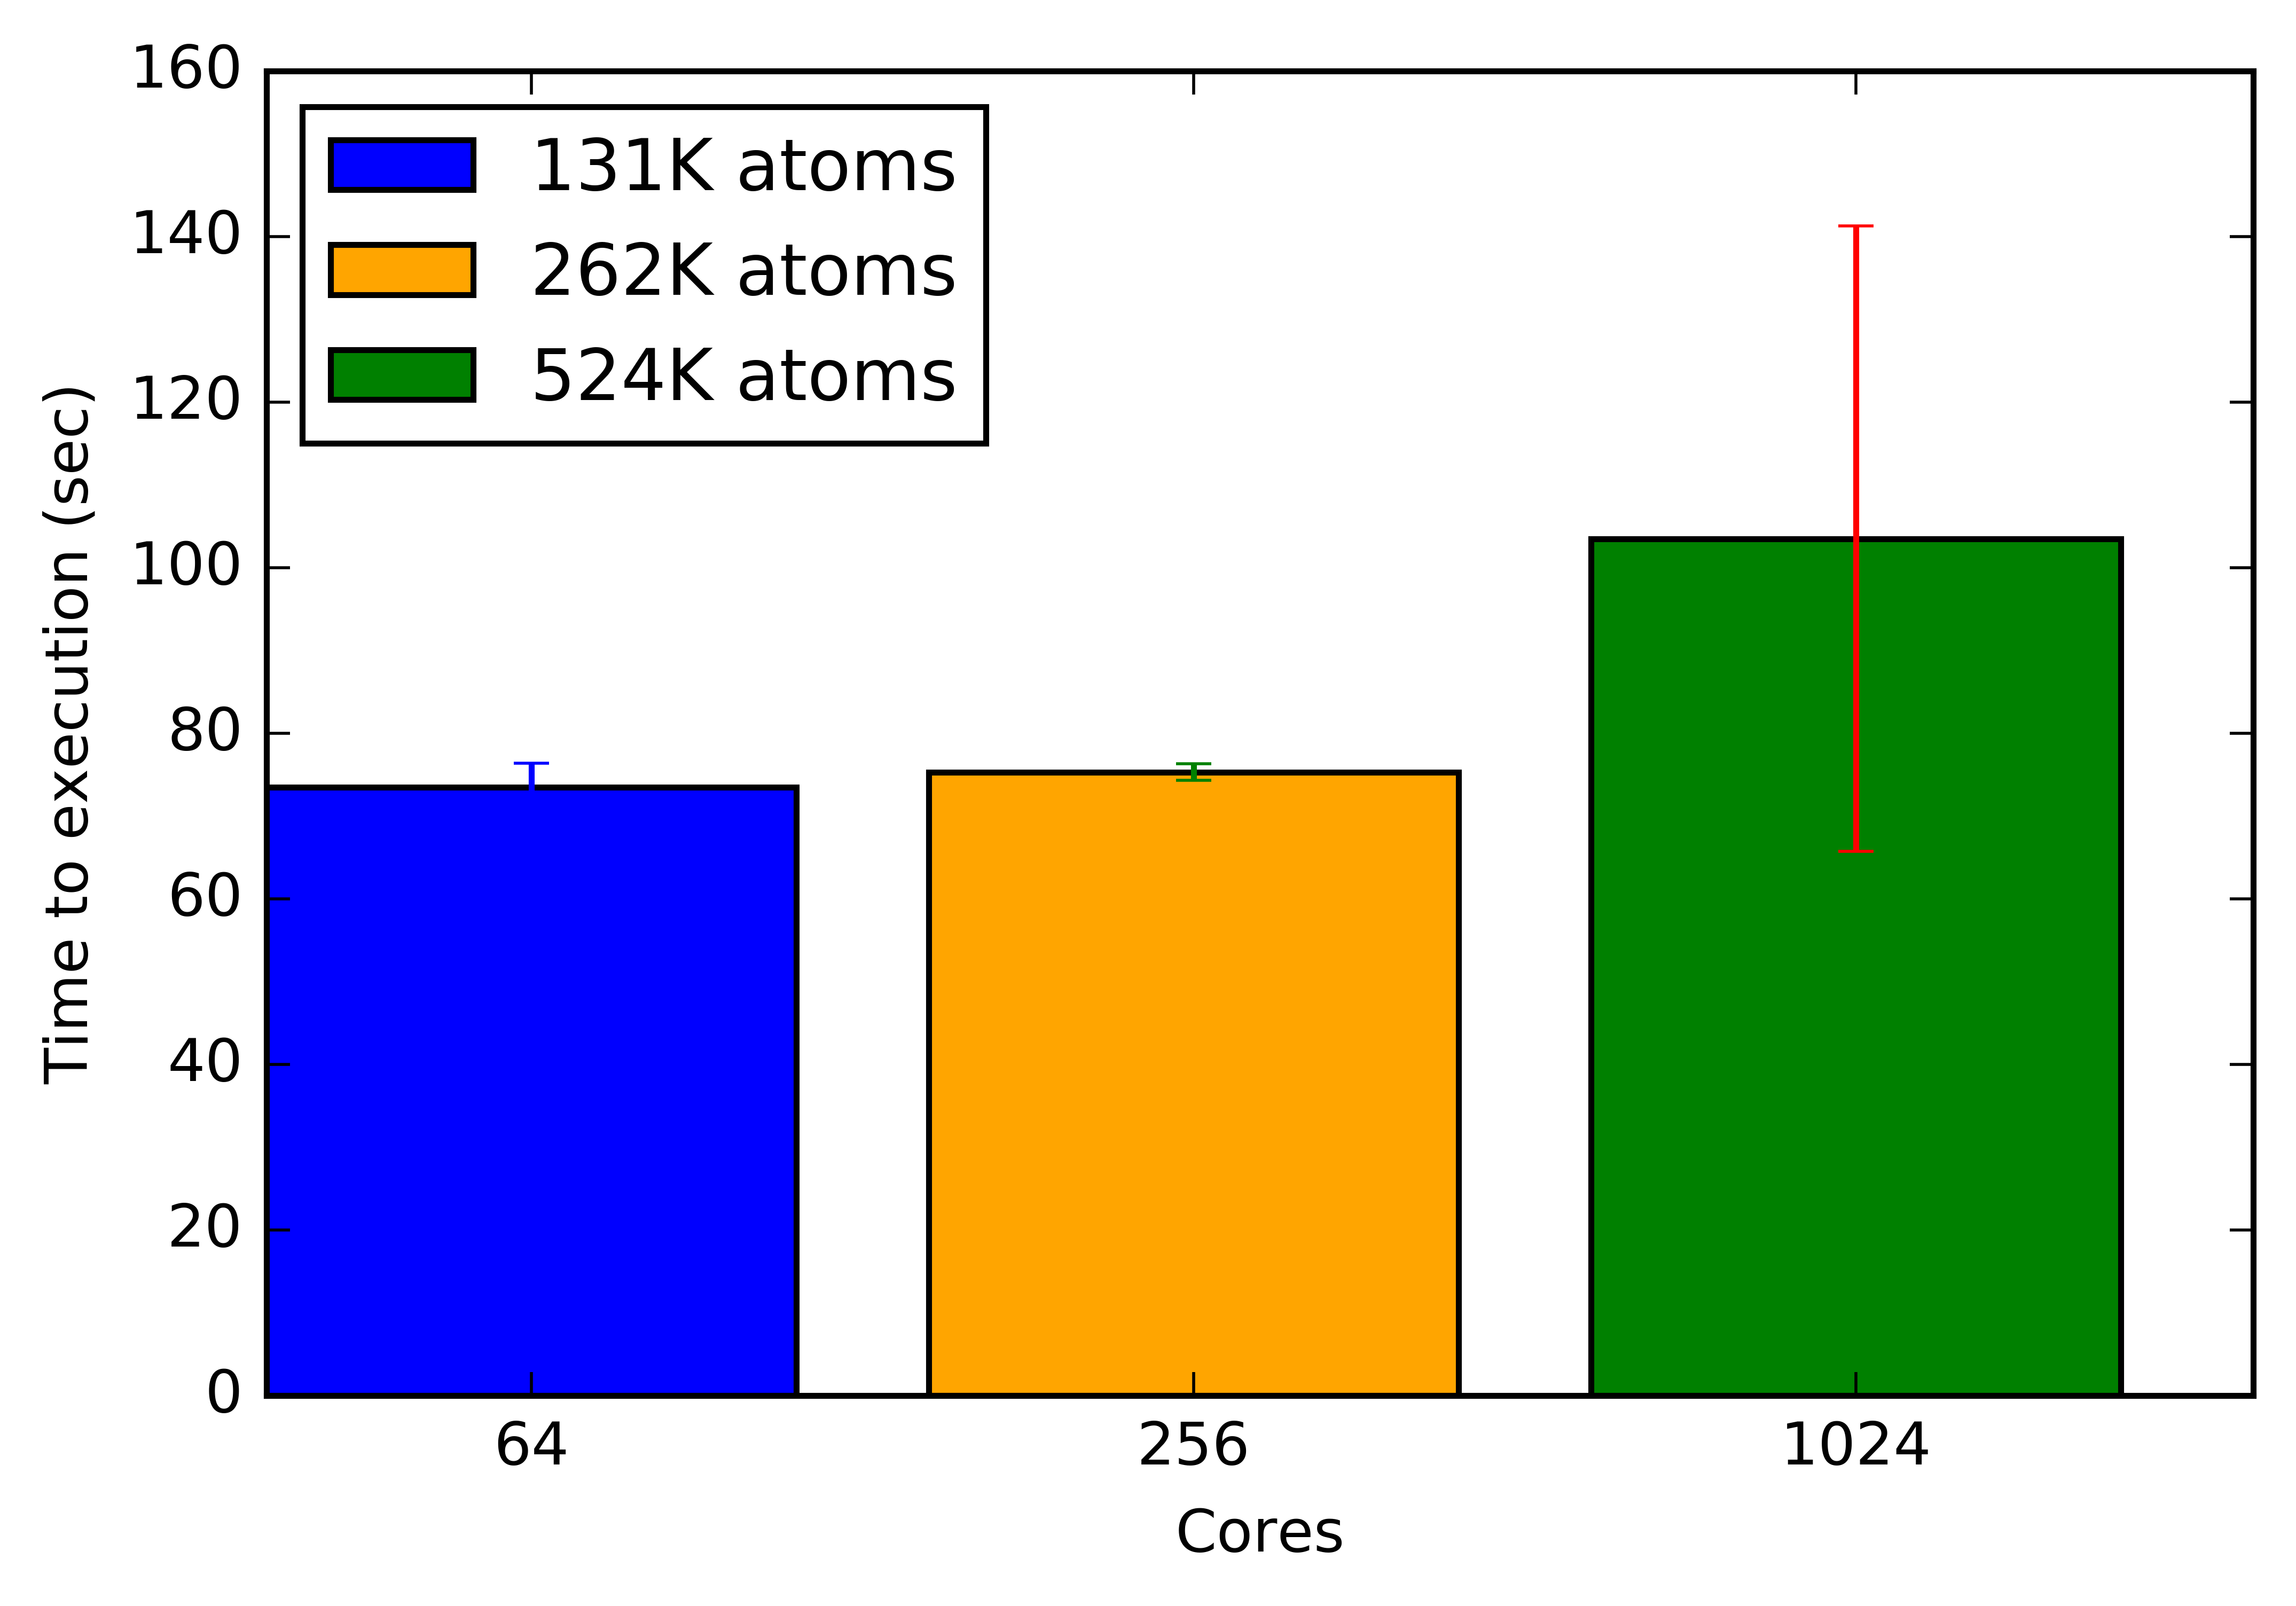 160
140
120
100
80
60
40
20
0
Time to execution (sec)
131K atoms
262K atoms
524K atoms
64
256
1024
Cores